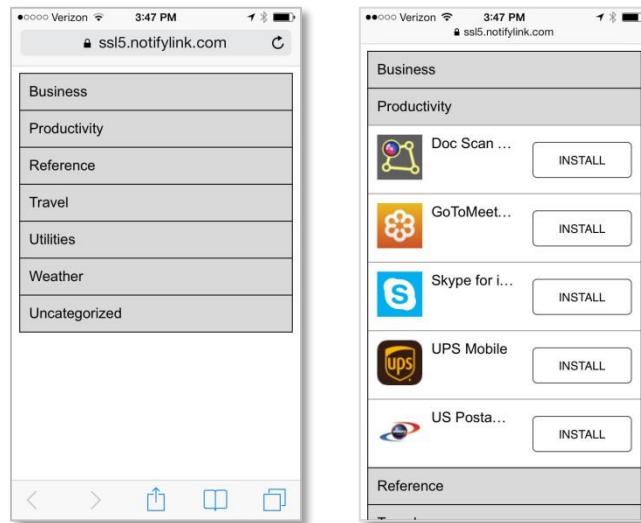 Verizon 3:47 PM
ssl5.notifylink.com
Business
Productivity
Reference
Travel
Utilities
Weather
Uncategorized
Verizon 3:47 PM
ssl5.notifylink.com
Business
Productivity
Doc Scan ...
INSTALL
GoToMeet...
INSTALL
S
Skype for i...
INSTALL
ups
UPS Mobile
INSTALL
US Posta...
INSTALL
Reference